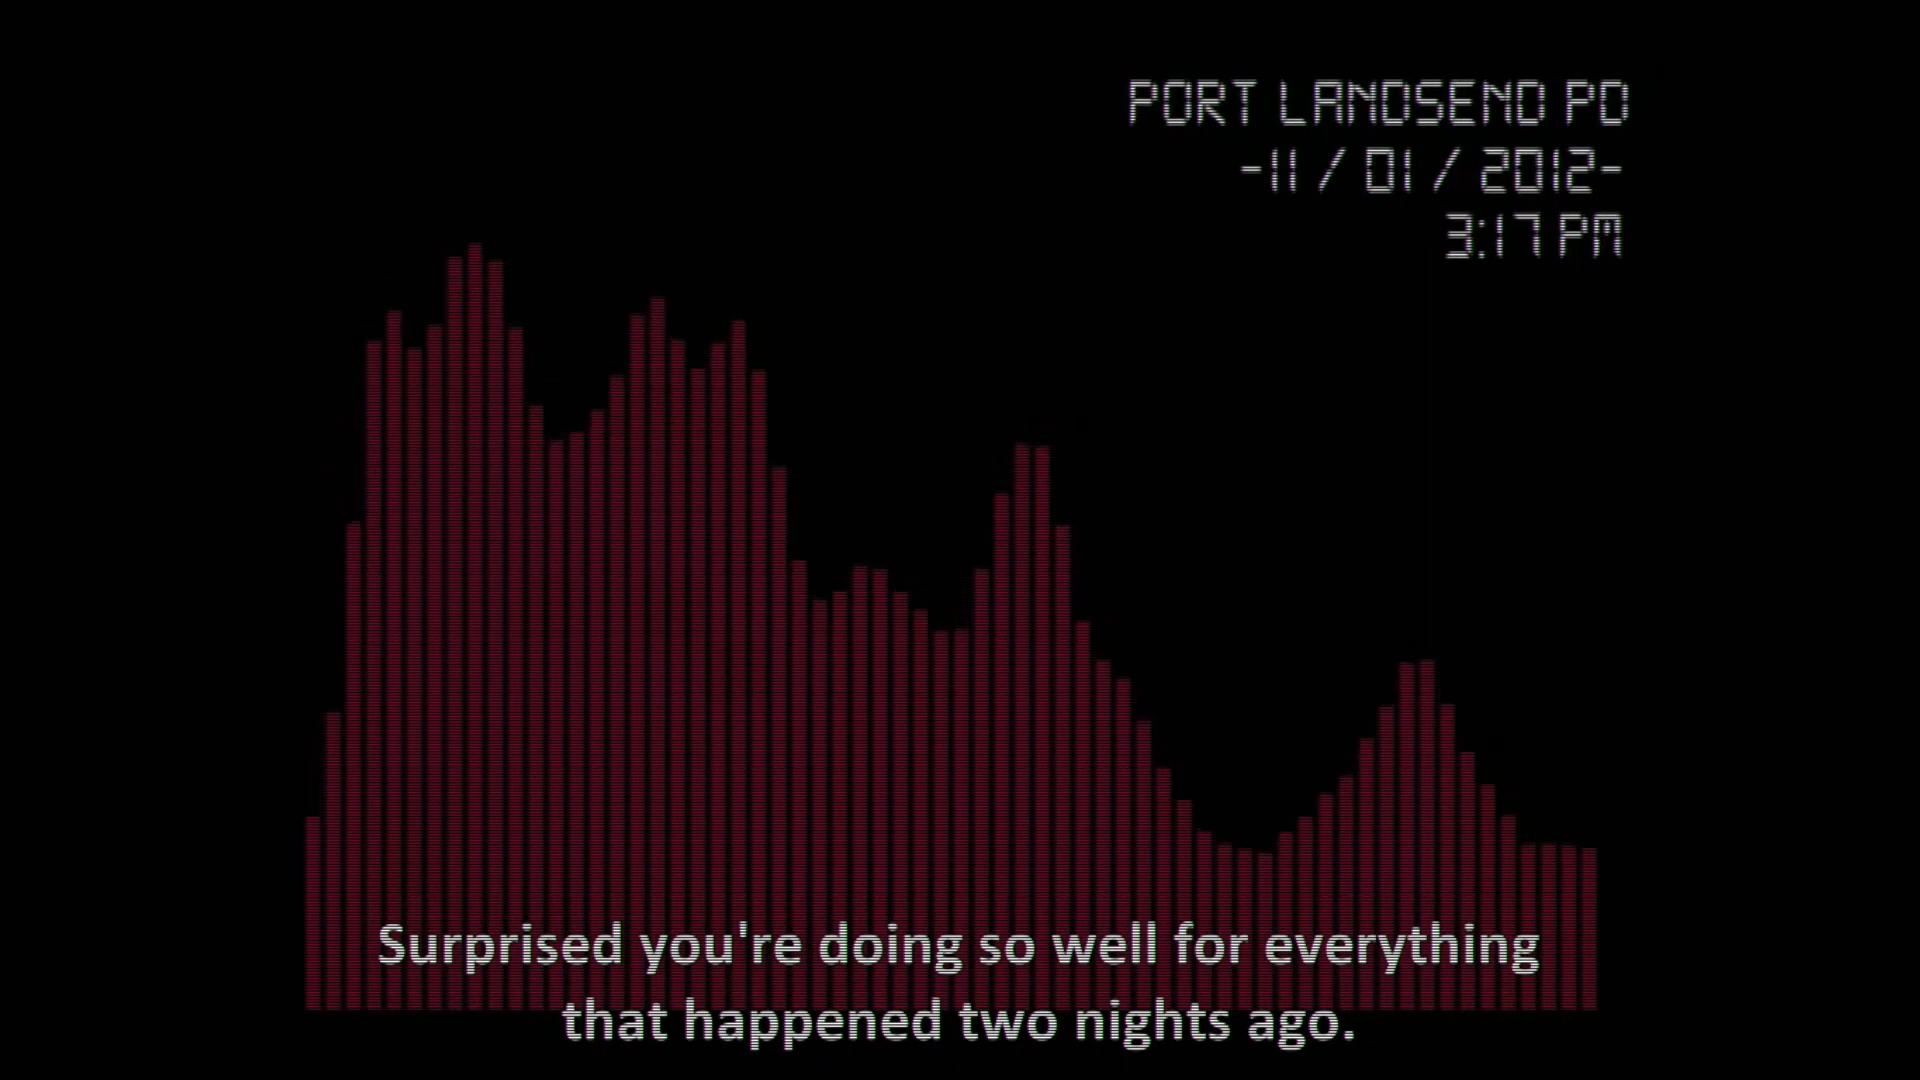 PORT LANDSEND PD
-11 / 01 / 2012-
3:17 PM
Surprised you're doing so well for everything
that happened two nights ago.